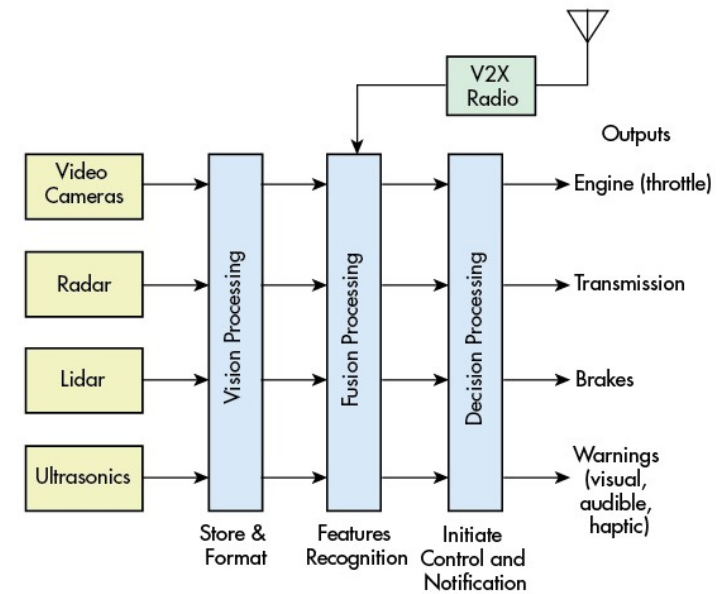 V2X
Radio
Outputs
Video
Cameras
Engine (throttle)
Radar
Transmission
Lidar
Brakes
Ultrasonics
Warnings
(visual,
audible,
haptic)
Vision Processing
Fusion Processing
Decision Processing
Store &
Format
Features
Recognition
Initiate
Control and
Notification